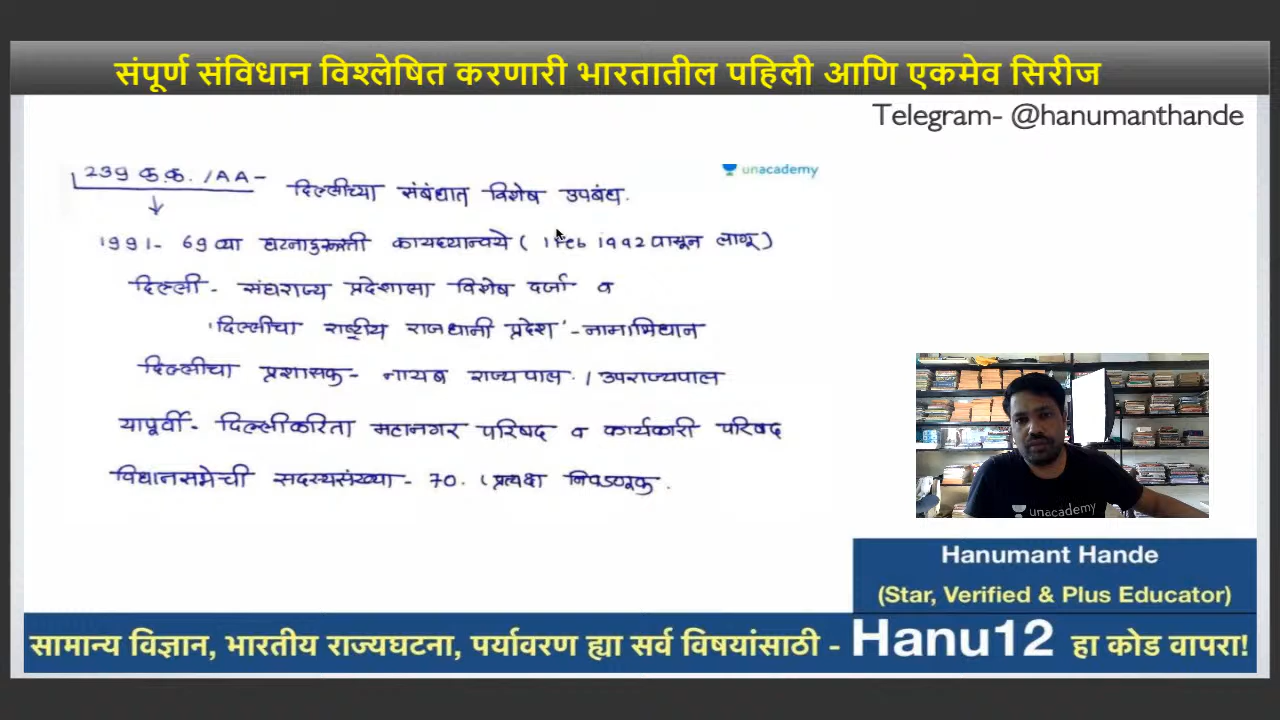 संपूर्ण संविधान विश्लेषित करणारी भारतातील पहिली आणि एकमेव सिरीज
Telegram- @hanumanthande
unacademy
239 क.क. /AA -
दिल्लीच्या संबंधात विशेष उपबंध.
1991- 69 व्या घटनादुरुस्ती कायद्यान्वये ( 1 Feb 1992 पासून लागू )
दिल्ली - संघराज्य प्रदेशाला विशेष दर्जा व
'दिल्लीचा राष्ट्रीय राजधानी प्रदेश' - नामाभिधान
दिल्लीचा प्रशासक - नायब राज्यपाल. / उपराज्यपाल
यापूर्वी - दिल्लीकरिता महानगर परिषद व कार्यकारी परिषद
विधानसभेची सदस्यसंख्या - 70. (प्रत्यक्ष निवडणूक.
unacademy
Hanumant Hande
(Star, Verified & Plus Educator)
सामान्य विज्ञान, भारतीय राज्यघटना, पर्यावरण ह्या सर्व विषयांसाठी - Hanu12 हा कोड वापरा!